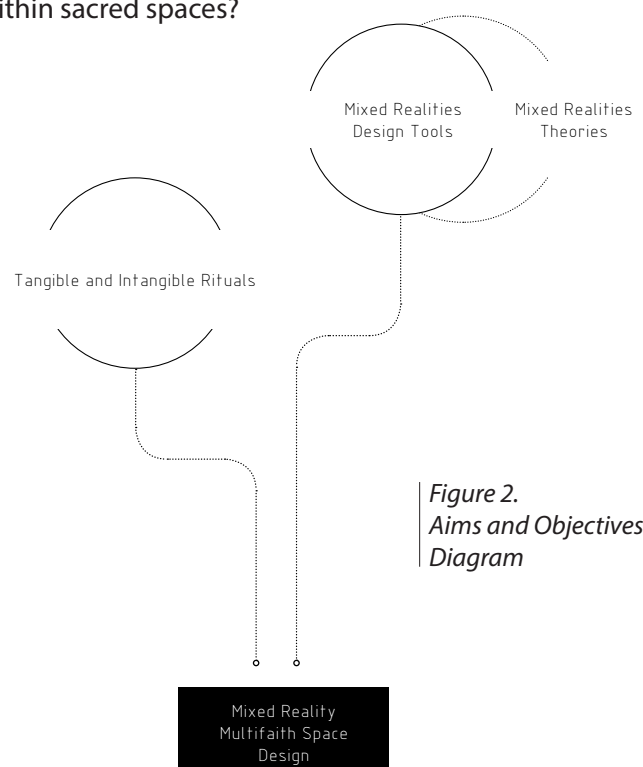 within sacred spaces?
Mixed Realities
Design Tools
Mixed Realities
Theories
Tangible and Intangible Rituals
Figure 2.
Aims and Objectives
Diagram
Mixed Reality
Multifaith Space
Design